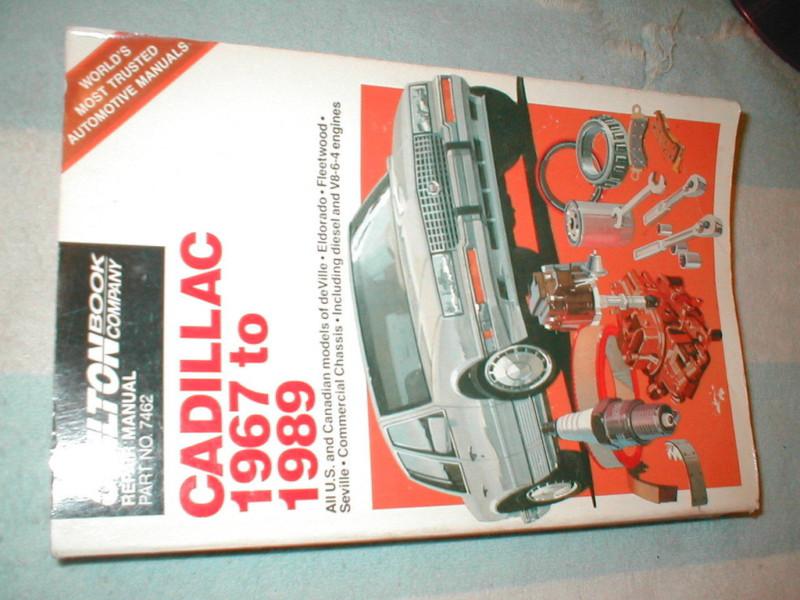 WORLD'S
MOST TRUSTED
AUTOMOTIVE MANUALS
BOOK
COMPANY
REPAIR MANUAL
PART NO. 7462
CADILLAC
1967 to
1989
All U.S. and Canadian models of deVille • Eldorado • Fleetwood •
Seville • Commercial Chassis • Including diesel and V8-6-4 engines